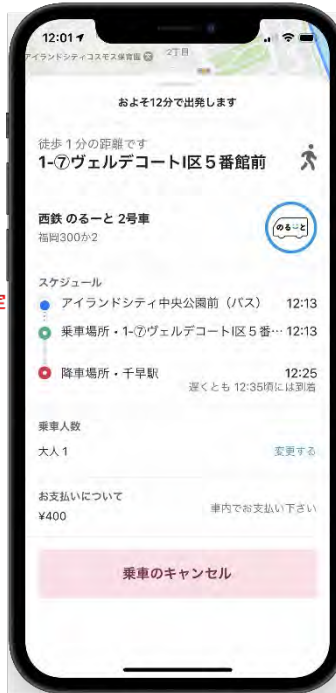 12:01
アイランドシティコスモス保育園
2丁目
およそ12分で出発します
徒歩1分の距離です
1-⑦ヴェルデコートI区5番館前
西鉄 のるーと 2号車
福岡300か2
のるーと
スケジュール
アイランドシティ中央公園前（バス） 12:13
乗車場所・1-⑦ヴェルデコートI区5番… 12:13
降車場所・千早駅 12:25
遅くとも 12:35頃には到着
乗車人数
大人1 変更する
お支払いについて
¥400 車内でお支払い下さい
乗車のキャンセル